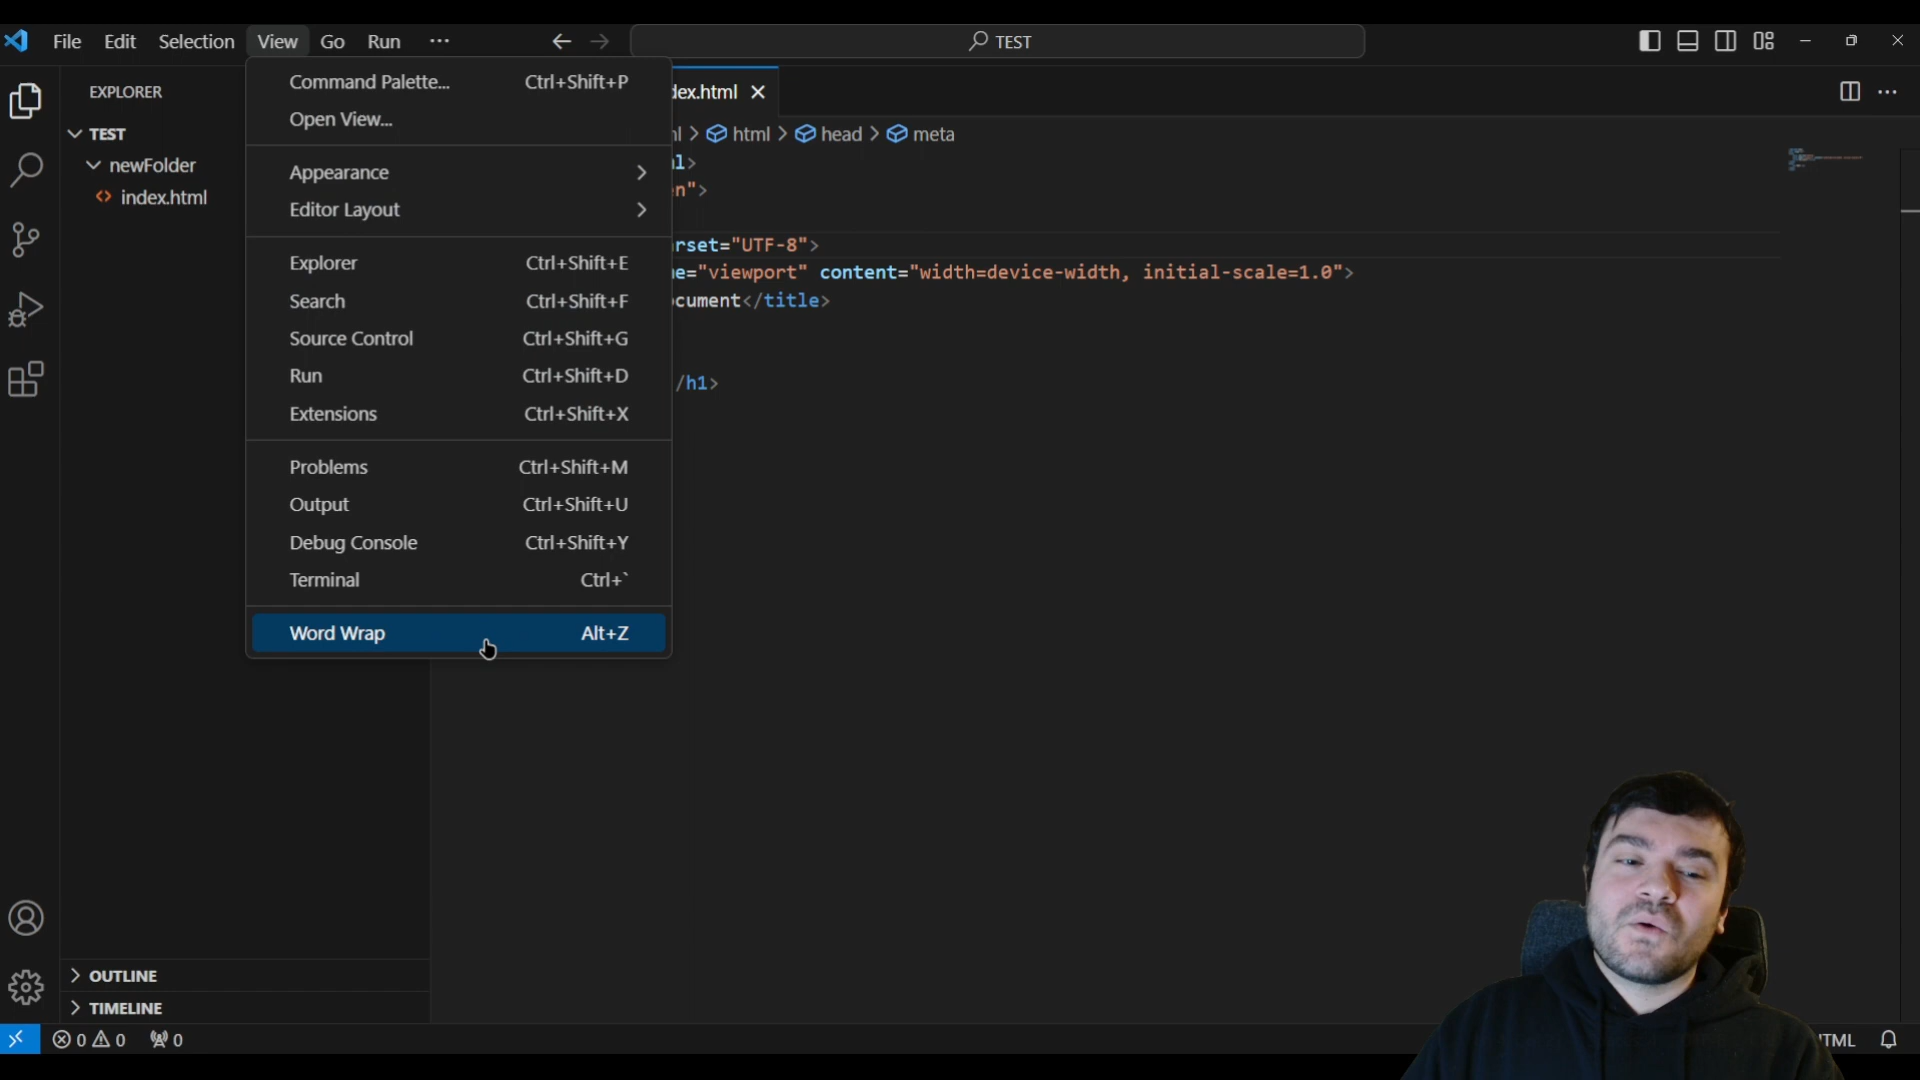 File Edit Selection View Go Run ···
TEST
EXPLORER
TEST
newFolder
index.html
OUTLINE
TIMELINE
Command Palette... Ctrl+Shift+P
Open View...
Appearance
Editor Layout
Explorer Ctrl+Shift+E
Search Ctrl+Shift+F
Source Control Ctrl+Shift+G
Run Ctrl+Shift+D
Extensions Ctrl+Shift+X
Problems Ctrl+Shift+M
Output Ctrl+Shift+U
Debug Console Ctrl+Shift+Y
Terminal Ctrl+`
Word Wrap Alt+Z
dex.html
l > html > head > meta
l>
n">
rset="UTF-8">
e="viewport" content="width=device-width, initial-scale=1.0">
cument</title>
/h1>
0 0 0
TML